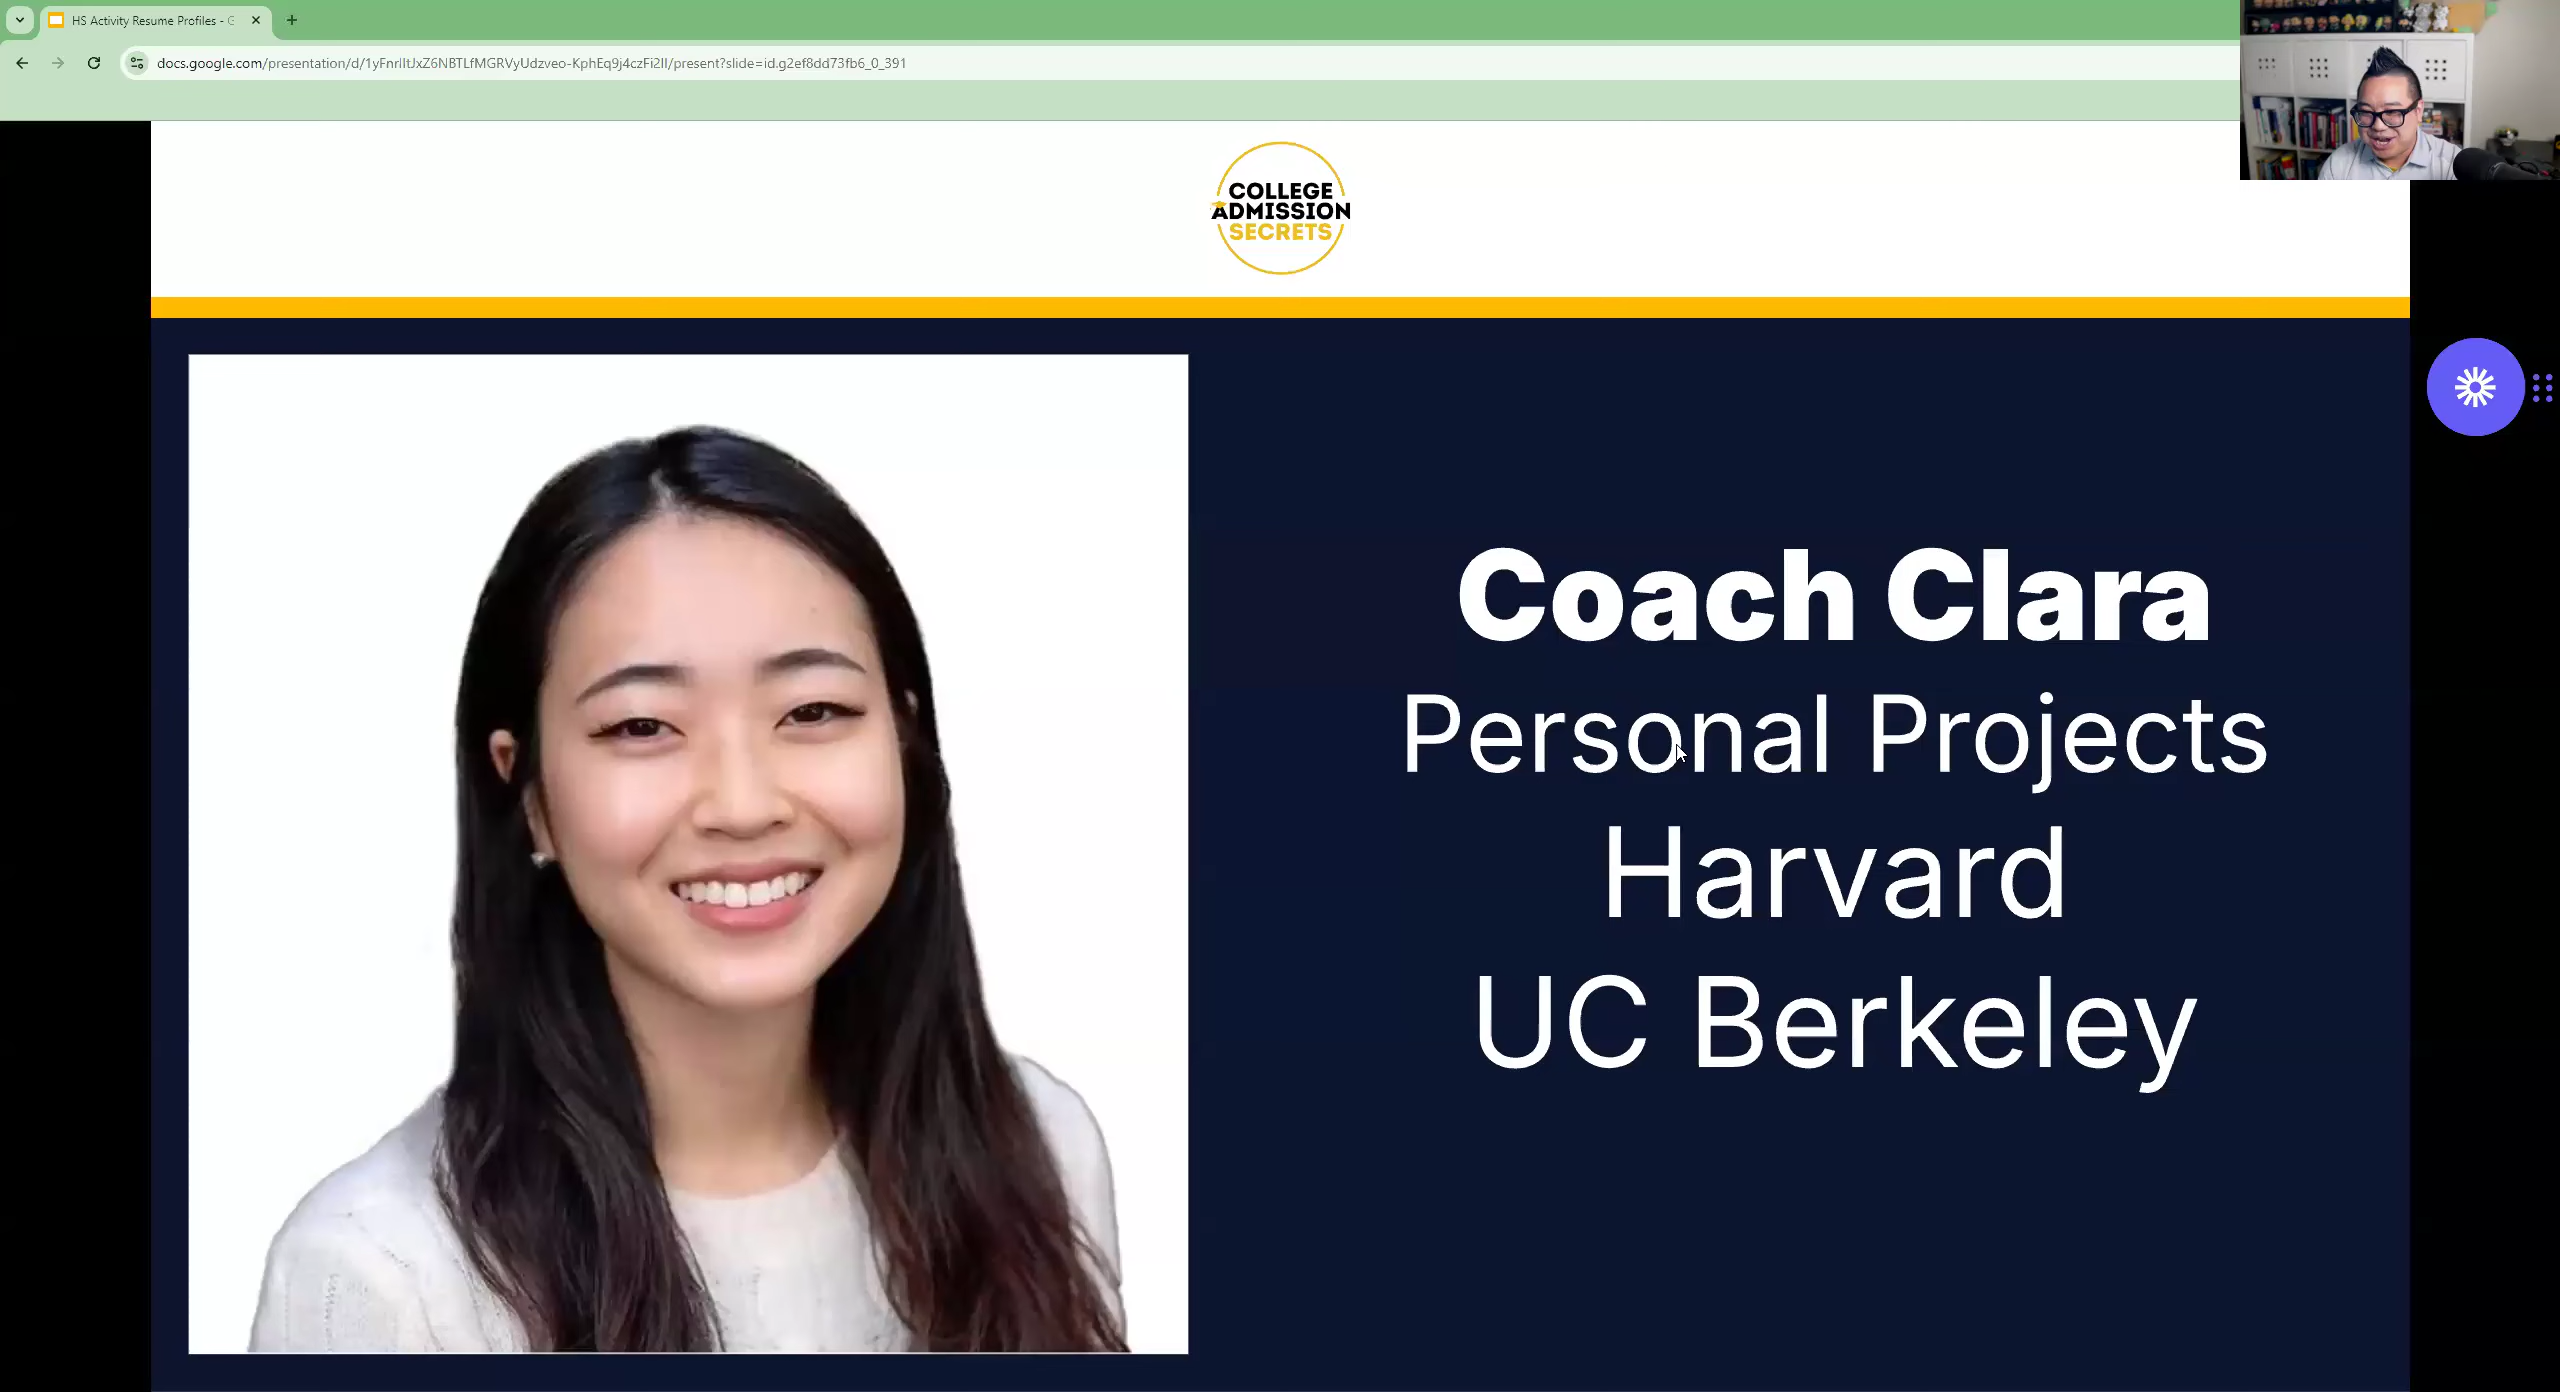 HS Activity Resume Profiles - G
docs.google.com/presentation/d/1yFnrlItJxZ6NBTLfMGRVyUdzveo-KphEq9j4czFi2lI/present?slide=id.g2ef8dd73fb6_0_391
COLLEGE
ADMISSION
SECRETS
Coach Clara
Personal Projects
Harvard
UC Berkeley